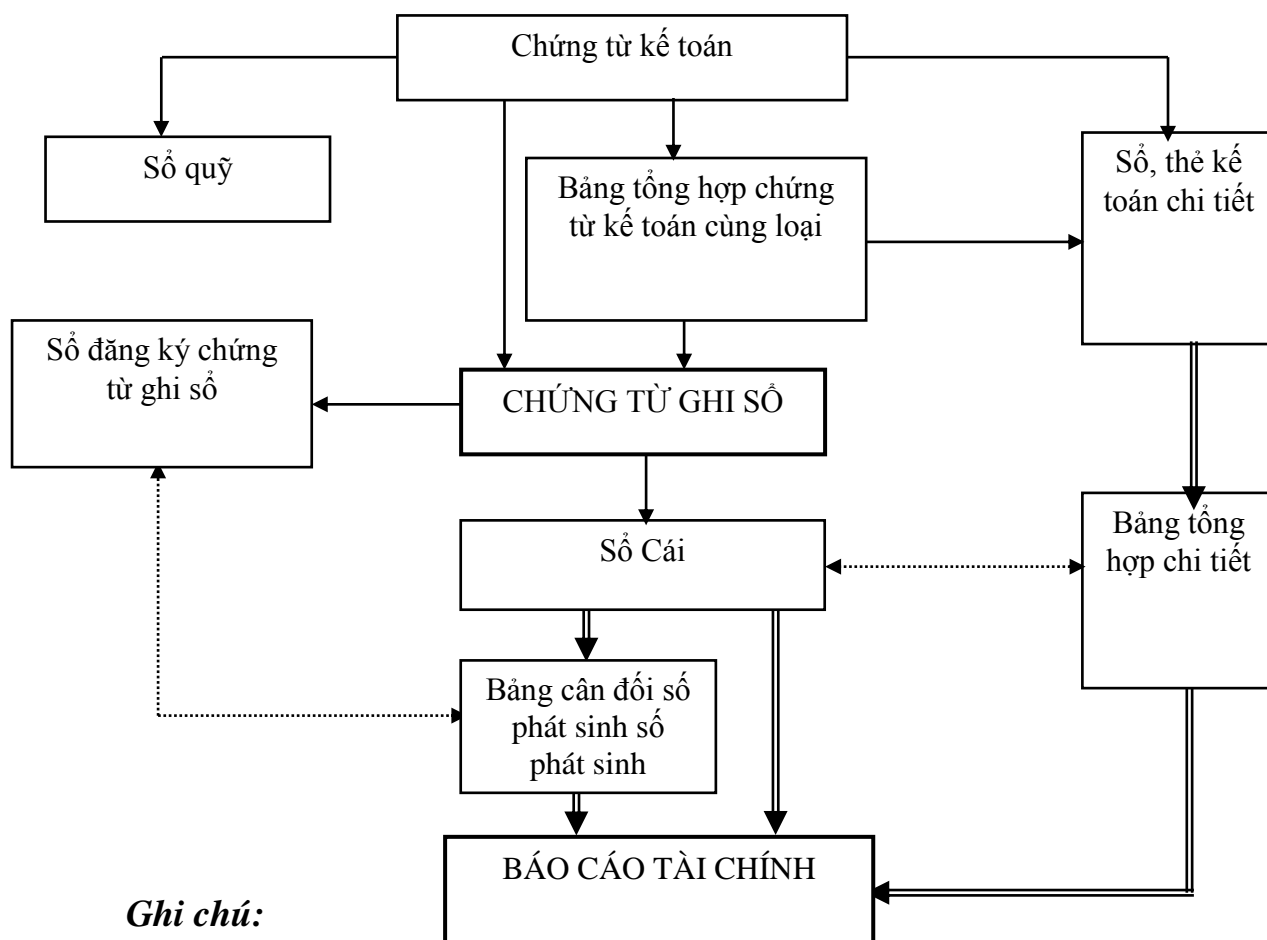 Chứng từ kế toán
Sổ quỹ
Bảng tổng hợp chứng
từ kế toán cùng loại
Sổ, thẻ kế
toán chi tiết
Sổ đăng ký chứng
từ ghi sổ
CHỨNG TỪ GHI SỔ
Sổ Cái
Bảng tổng
hợp chi tiết
Bảng cân đối số
phát sinh số
phát sinh
BÁO CÁO TÀI CHÍNH
Ghi chú: